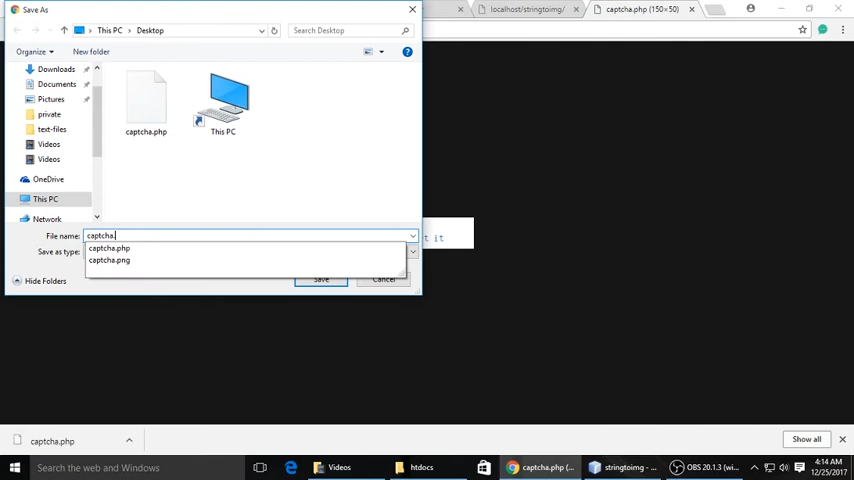 Save As
localhost/stringtoimg/
captcha.php (150×50)
This PC
Desktop
Search Desktop
Organize
New folder
Downloads
Documents
Pictures
private
text-files
Videos
Videos
OneDrive
This PC
Network
captcha.php
This PC
File name:
captcha.
captcha.php
captcha.png
Save as type:
t it
Hide Folders
Save
Cancel
captcha.php
Show all
Search the web and Windows
Videos
htdocs
captcha.php (...
stringtoimg - ...
OBS 20.1.3 (wi...
4:14 AM
12/25/2017